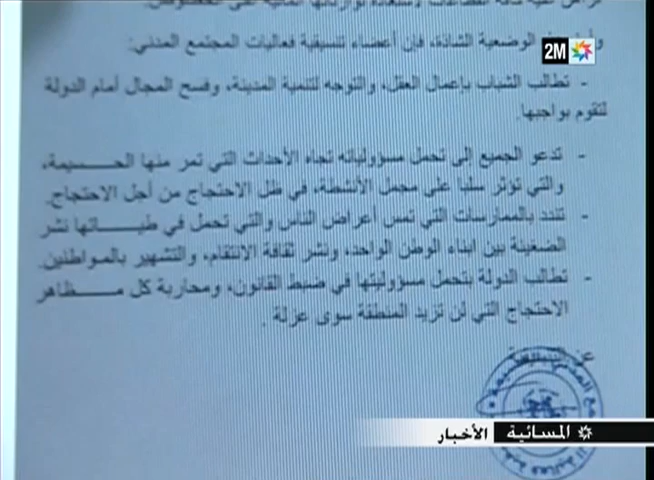 وأمام هذه الوضعية الشاذة، فإن أعضاء تنسيقية فعاليات المجتمع المدني:
2M
- تطالب الشباب بإعمال العقل، والتوجه لتنمية المدينة، وفسح المجال أمام الدولة
لتقوم بواجبها.
- تدعو الجميع إلى تحمل مسؤولياته تجاه الأحداث التي تمر منها الحسيمة،
والتي تؤثر سلبا على مجمل الأنشطة، في ظل الاحتجاج من أجل الاحتجاج.
- تندد بالممارسات التي تمس أعراض الناس والتي تحمل في طياتها نشر
الضغينة بين ابناء الوطن الواحد، ونشر ثقافة الانتقام، والتشهير بالمواطنين.
- تطالب الدولة بتحمل مسؤوليتها في ضبط القانون، ومحاربة كل مظاهر
الاحتجاج التي لن تزيد المنطقة سوى عزلة.
المسائية الأخبار